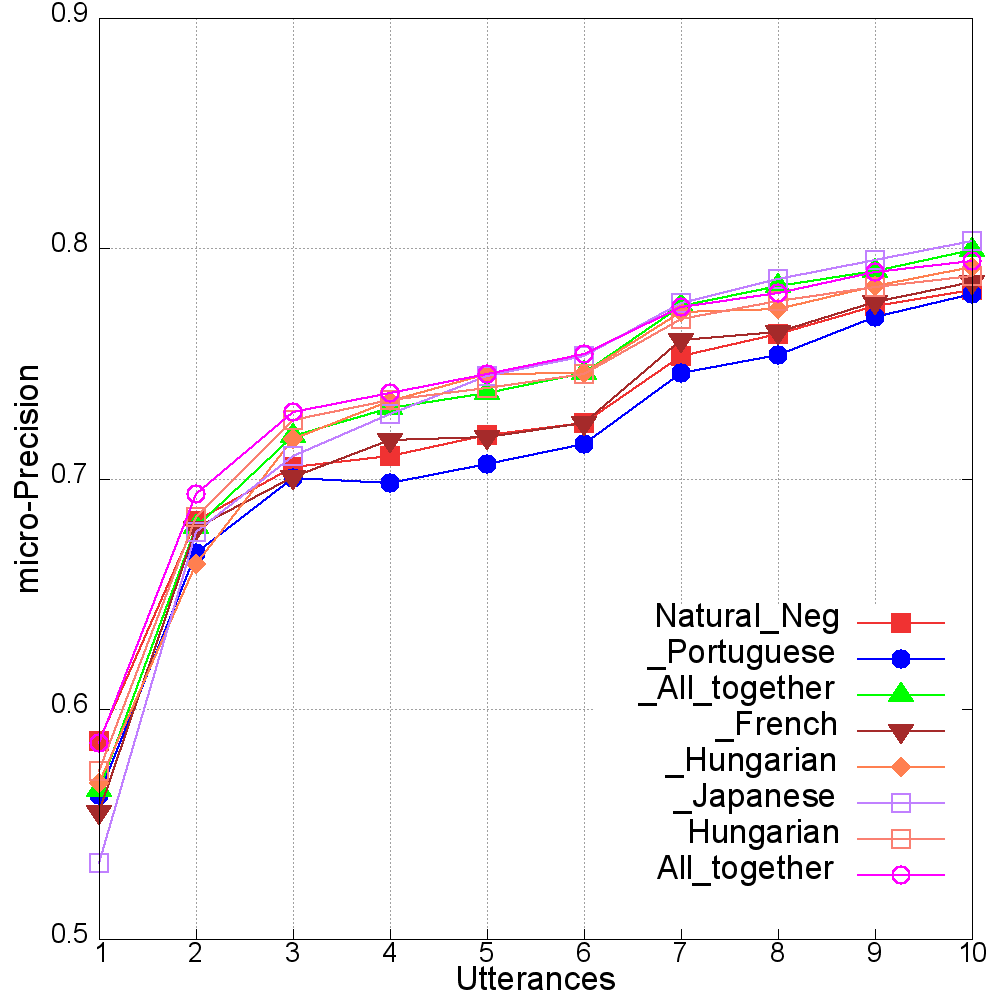 0.9
0.8
0.7
0.6
0.5
micro-Precision
Natural_Neg
_Portuguese
_All_together
_French
_Hungarian
_Japanese
Hungarian
All_together
1 2 3 4 5 6 7 8 9 10
Utterances